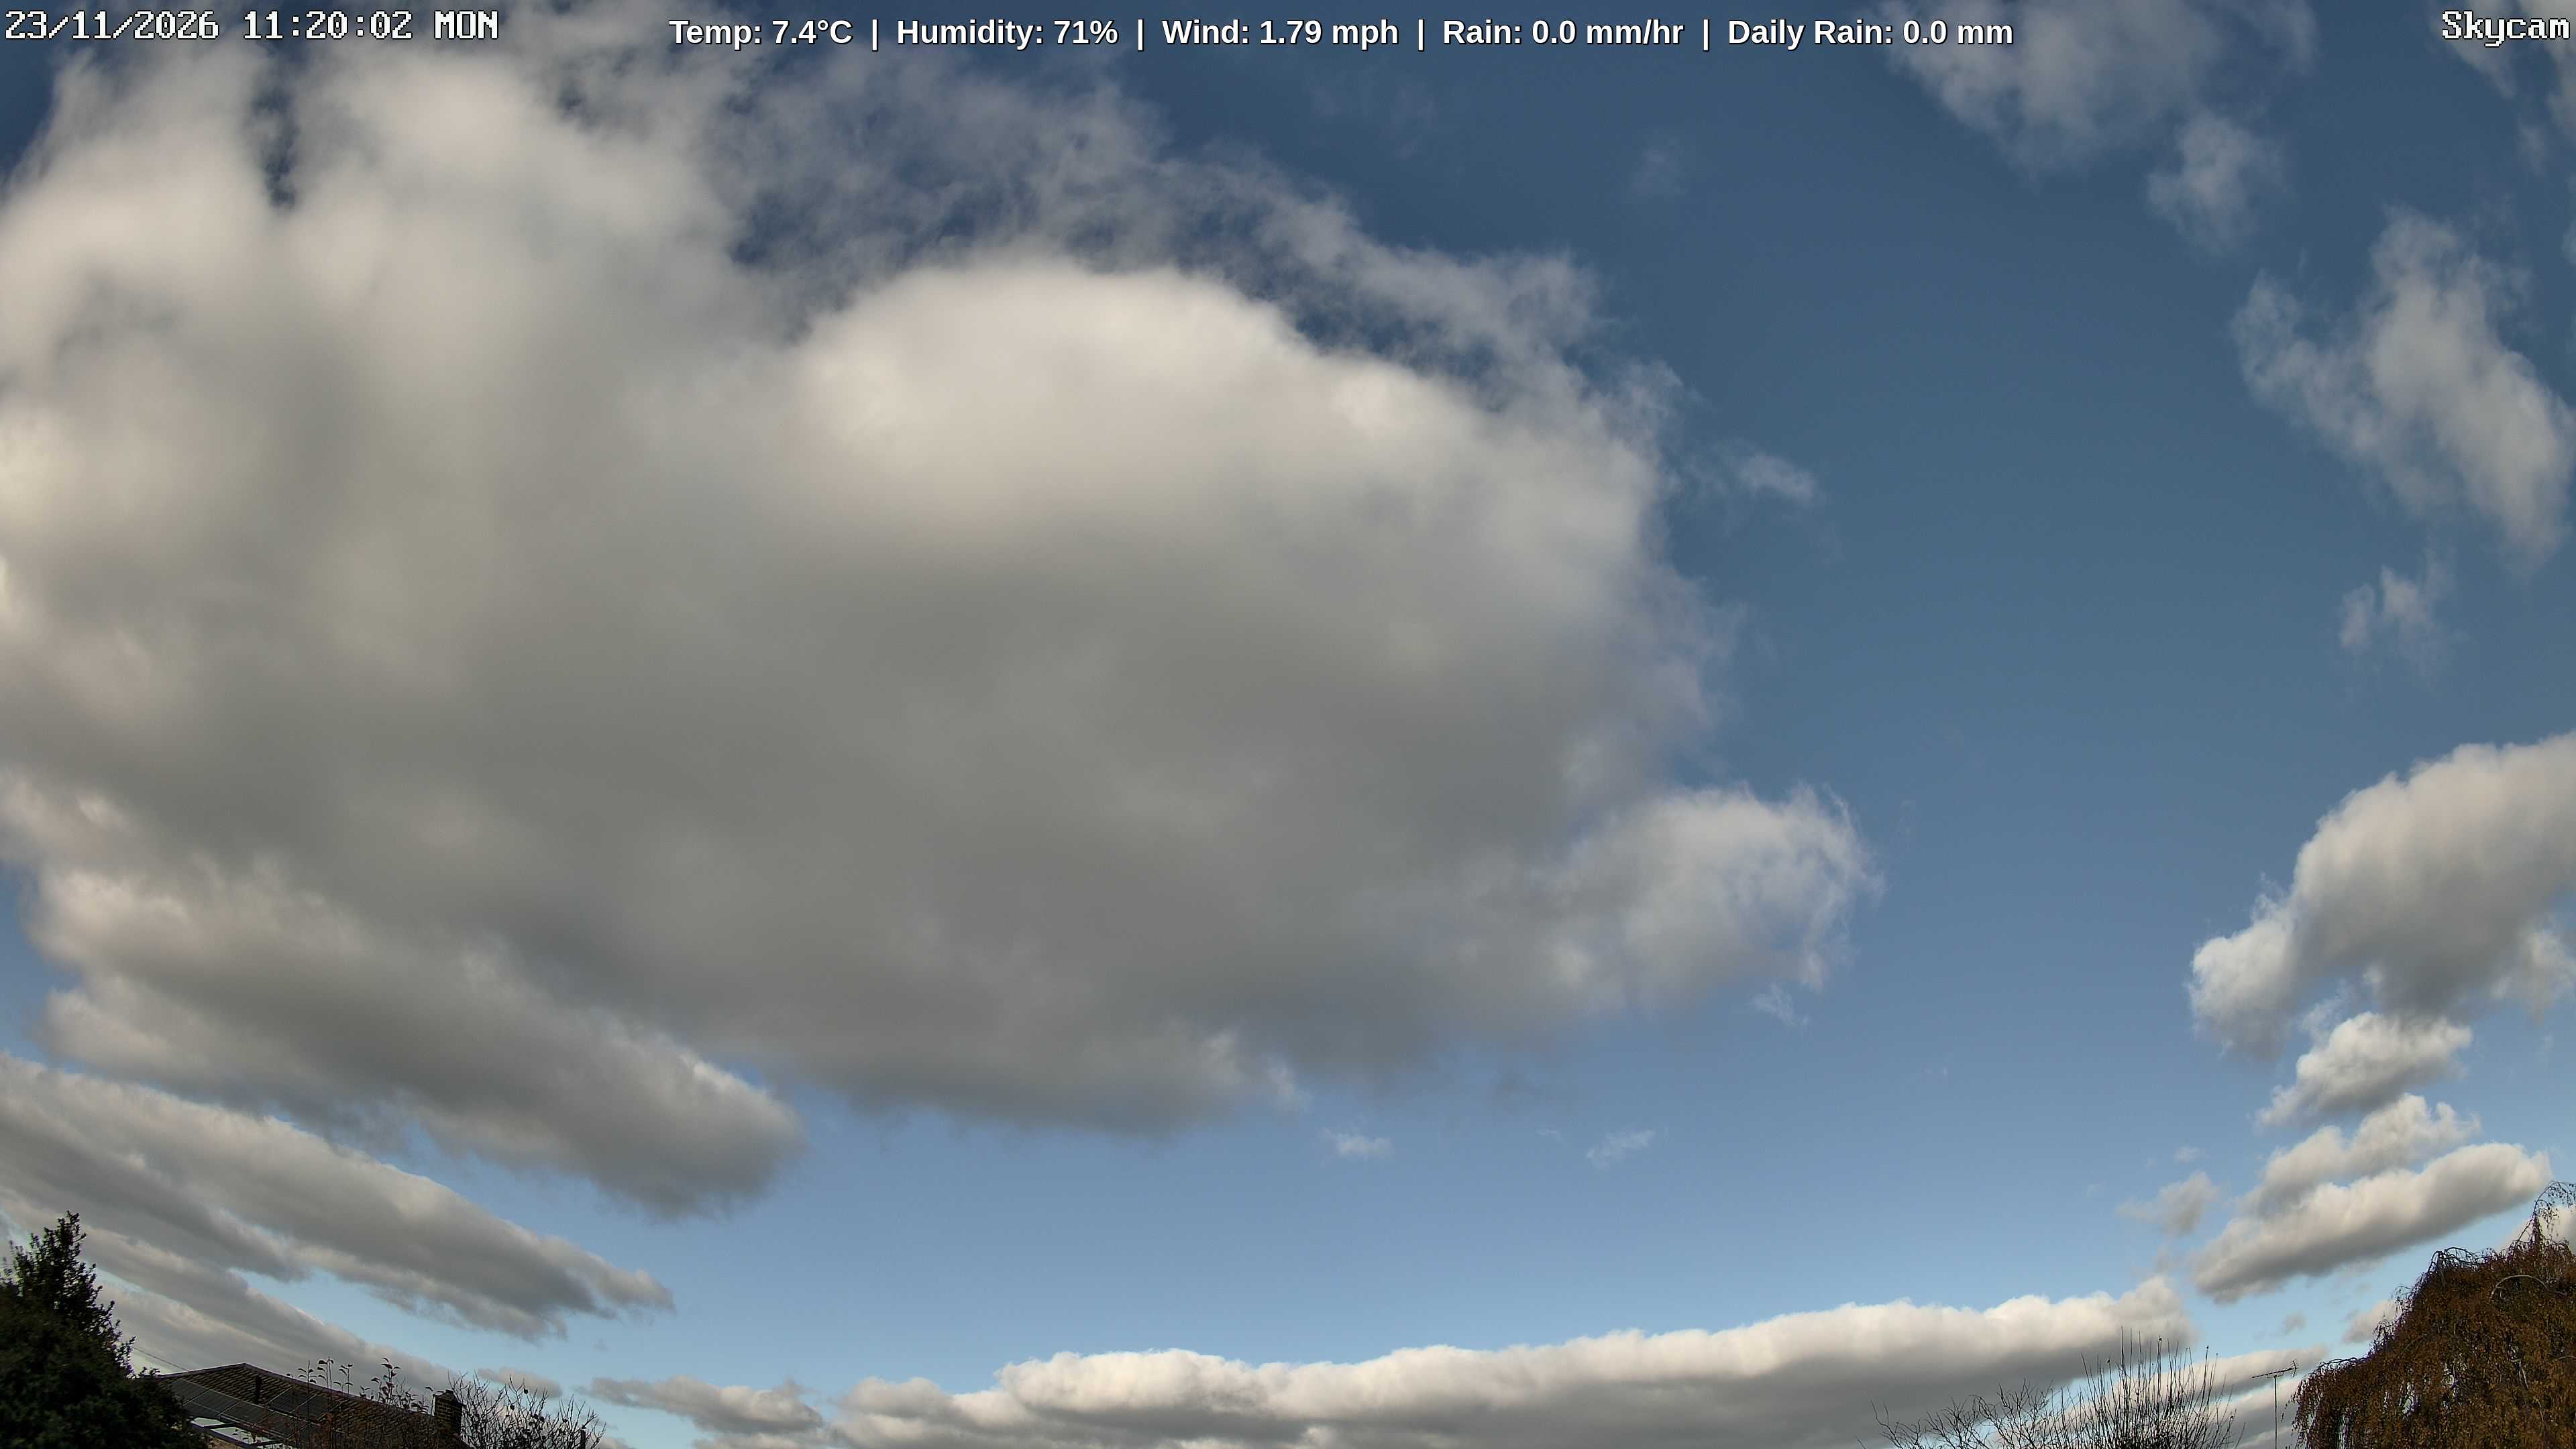 23/11/2026 11:20:02 MON
Temp: 7.4°C | Humidity: 71% | Wind: 1.79 mph | Rain: 0.0 mm/hr | Daily Rain: 0.0 mm
Skycam